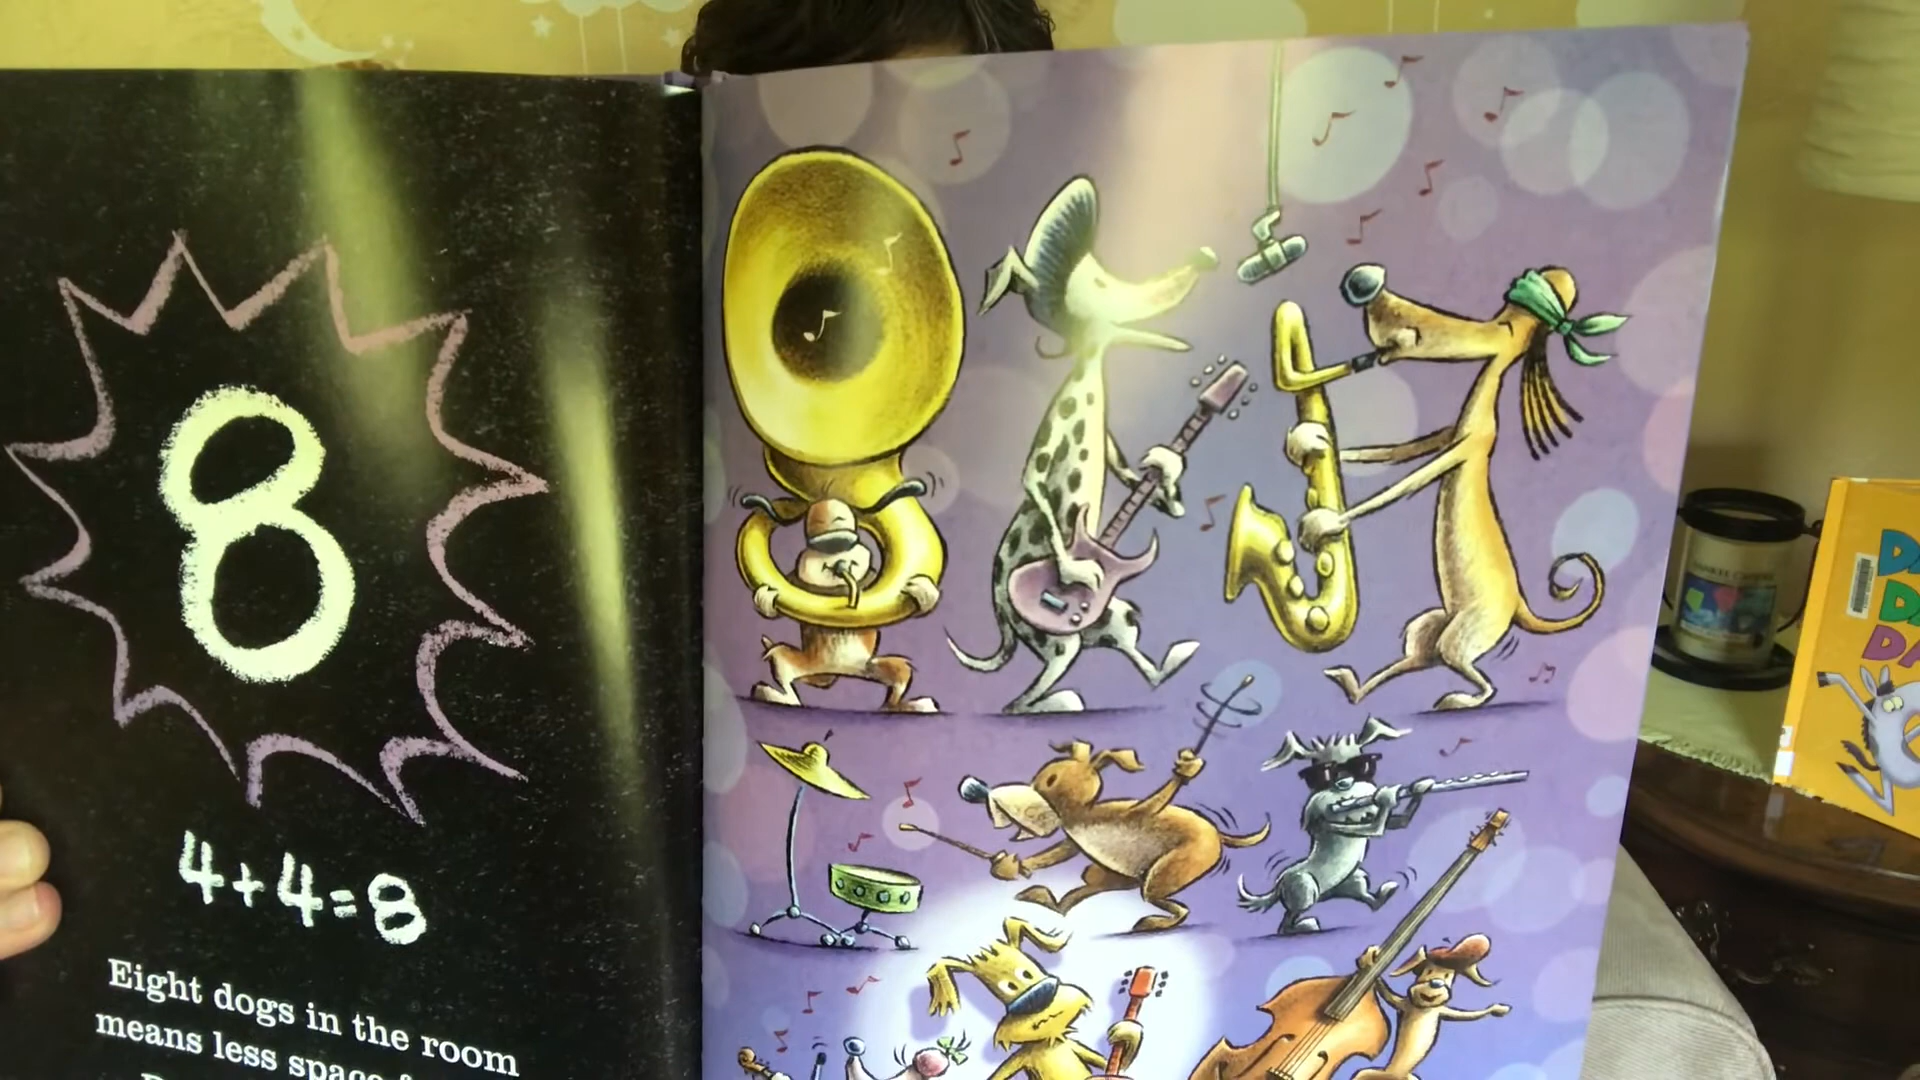 8
4+4=8
Eight dogs in the room
means less space